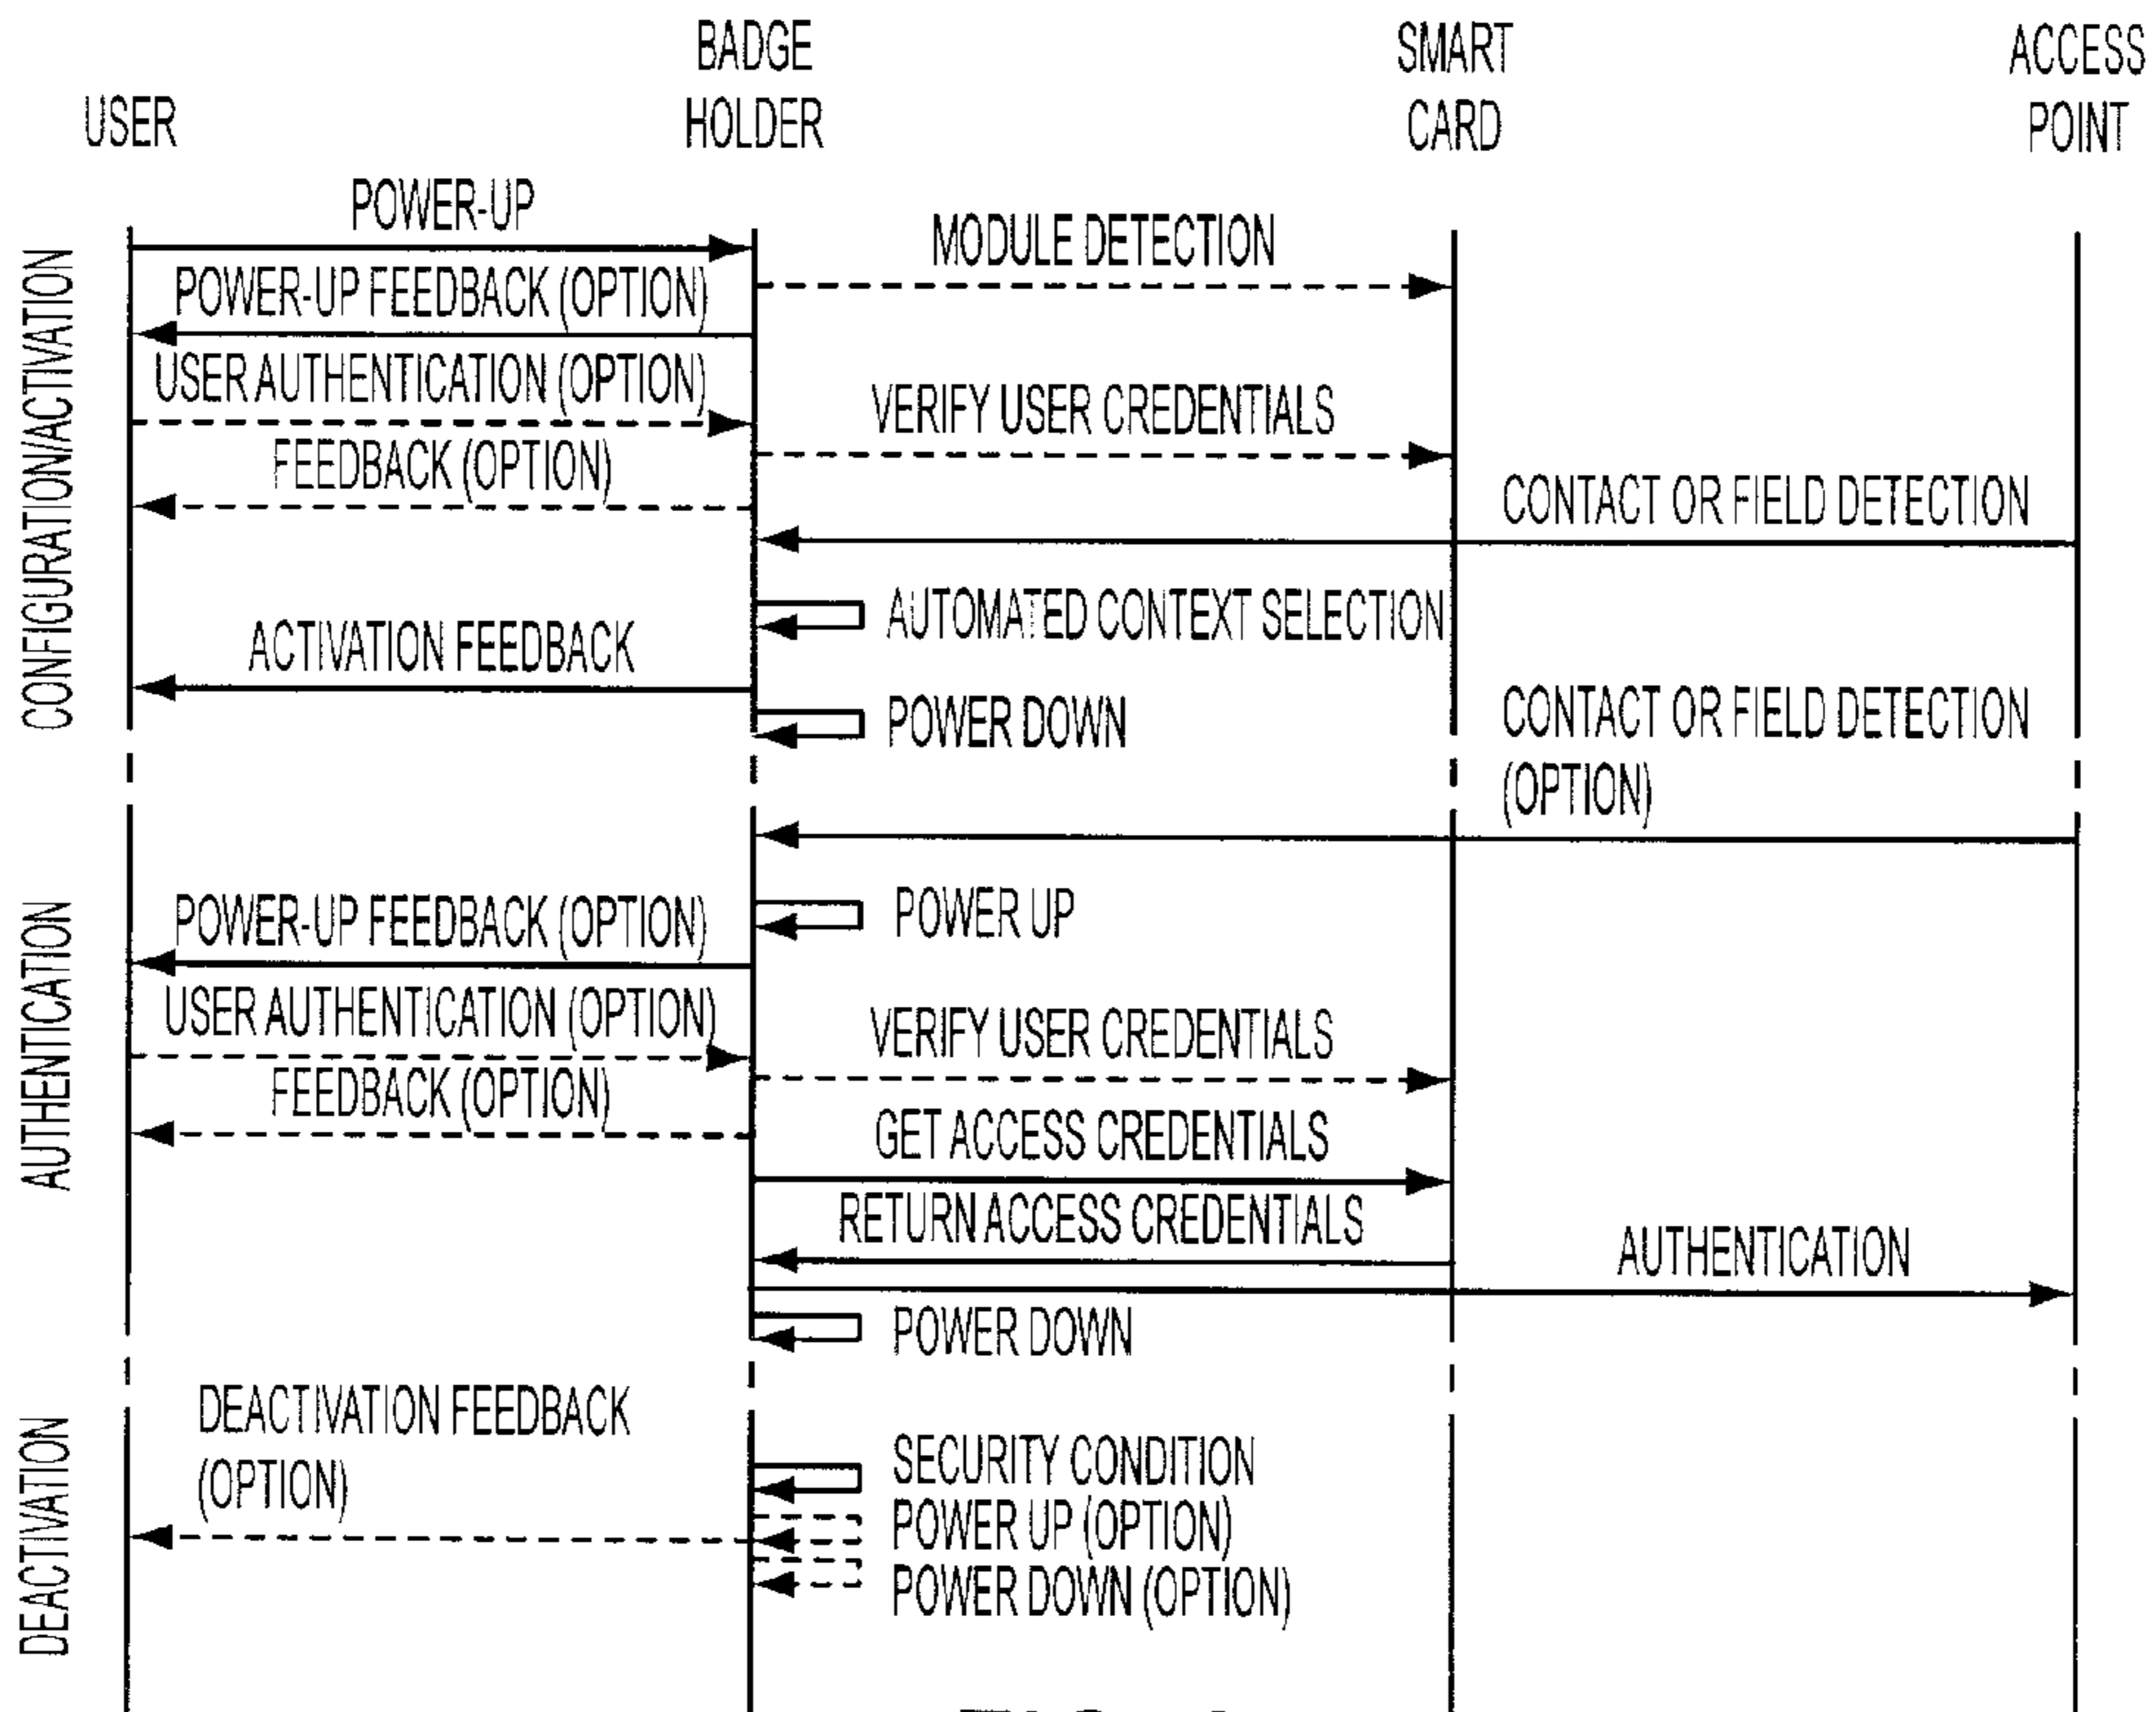 BADGE
HOLDER
SMART
CARD
ACCESS
POINT
USER
CONFIGURATION/ACTIVATION
POWER-UP
MODULE DETECTION
POWER-UP FEEDBACK (OPTION)
USER AUTHENTICATION (OPTION)
VERIFY USER CREDENTIALS
FEEDBACK (OPTION)
CONTACT OR FIELD DETECTION
AUTOMATED CONTEXT SELECTION
ACTIVATION FEEDBACK
POWER DOWN
CONTACT OR FIELD DETECTION
(OPTION)
AUTHENTICATION
POWER UP
POWER-UP FEEDBACK (OPTION)
USER AUTHENTICATION (OPTION)
VERIFY USER CREDENTIALS
FEEDBACK (OPTION)
GET ACCESS CREDENTIALS
RETURN ACCESS CREDENTIALS
AUTHENTICATION
POWER DOWN
DEACTIVATION
DEACTIVATION FEEDBACK
(OPTION)
SECURITY CONDITION
POWER UP (OPTION)
POWER DOWN (OPTION)